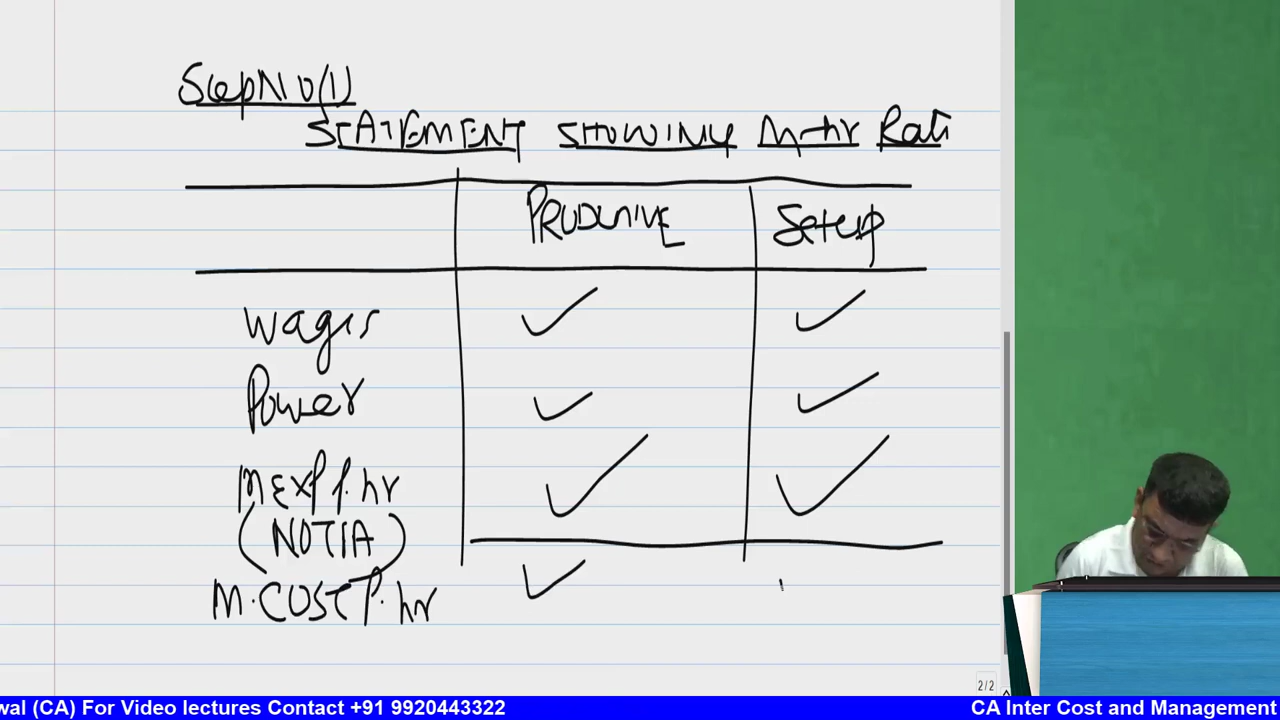 Step No (1)
STATEMENT SHOWING M-hr Rate
PRODUCTIVE Setup
Wages
Power
M EXP P. hr
(NOTIA)
M. COST P. hr
2/2
wal (CA) For Video lectures Contact +91 9920443322
CA Inter Cost and Management